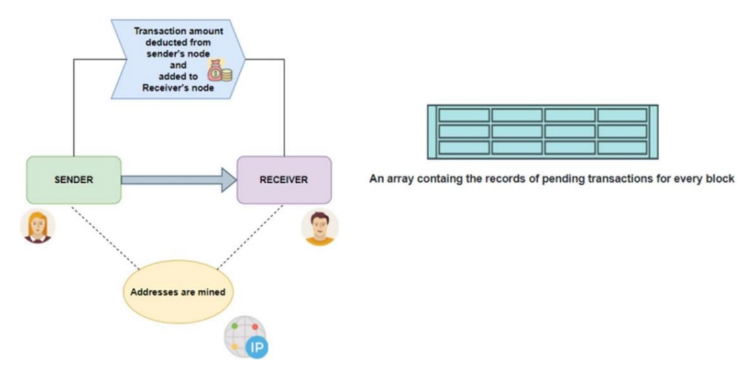 Transaction amount
deducted from
sender's node
and
added to
Receiver's node
SENDER
RECEIVER
An array containg the records of pending transactions for every block
Addresses are mined
IP